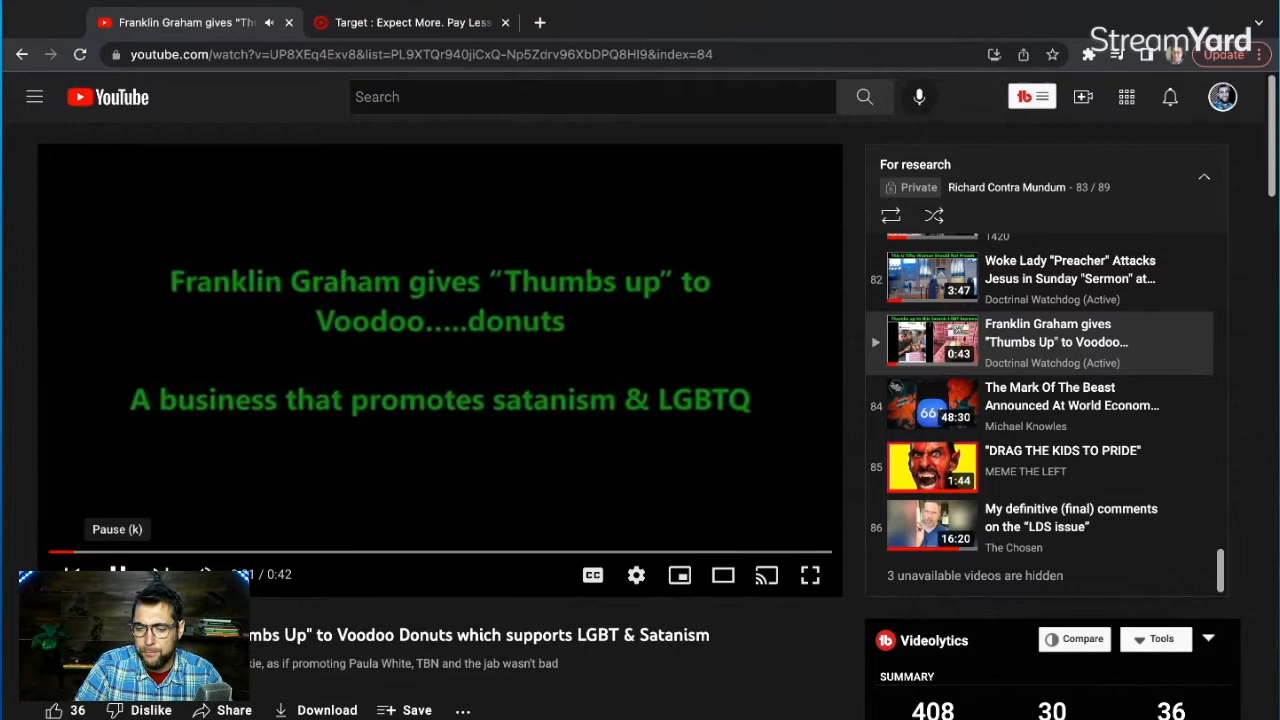 Franklin Graham gives "Th
Target : Expect More. Pay Less
StreamYard
youtube.com/watch?v=UP8XEq4Exv8&list=PL9XTQr940jiCxQ-Np5Zdrv96XbDPQ8HI9&index=84
Update
YouTube
Search
For research
Private
Richard Contra Mundum - 83 / 89
1420
Franklin Graham gives “Thumbs up” to
Voodoo.....donuts
A business that promotes satanism & LGBTQ
82
3:47
Woke Lady "Preacher" Attacks
Jesus in Sunday "Sermon" at...
Doctrinal Watchdog (Active)
0:43
Franklin Graham gives
"Thumbs Up" to Voodoo...
Doctrinal Watchdog (Active)
84
66
48:30
The Mark Of The Beast
Announced At World Econom...
Michael Knowles
85
1:44
"DRAG THE KIDS TO PRIDE"
MEME THE LEFT
86
16:20
My definitive (final) comments
on the “LDS issue”
The Chosen
3 unavailable videos are hidden
Pause (k)
/ 0:42
CC
mbs Up" to Voodoo Donuts which supports LGBT & Satanism
kie, as if promoting Paula White, TBN and the jab wasn't bad
36
Dislike
Share
Download
Save
Videolytics
Compare
Tools
SUMMARY
408
30
36